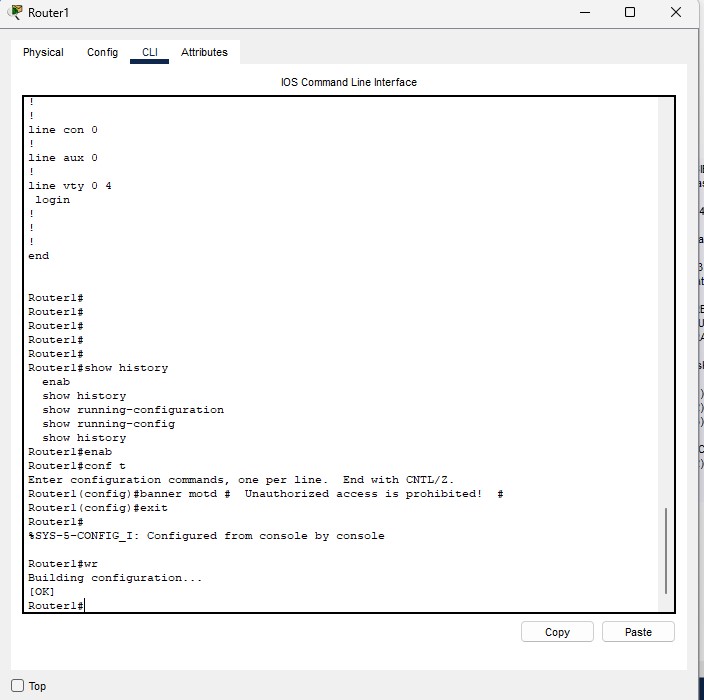 Router1
Physical Config CLI Attributes
IOS Command Line Interface
!
!
line con 0
!
line aux 0
!
line vty 0 4
login
!
!
!
end
Router1#
Router1#
Router1#
Router1#
Router1#
Router1#show history
enab
show history
show running-configuration
show running-config
show history
Router1#enab
Router1#conf t
Enter configuration commands, one per line.  End with CNTL/Z.
Router1(config)#banner motd #  Unauthorized access is prohibited!  #
Router1(config)#exit
Router1#
%SYS-5-CONFIG_I: Configured from console by console
Router1#wr
Building configuration...
[OK]
Router1#
Copy Paste
Top